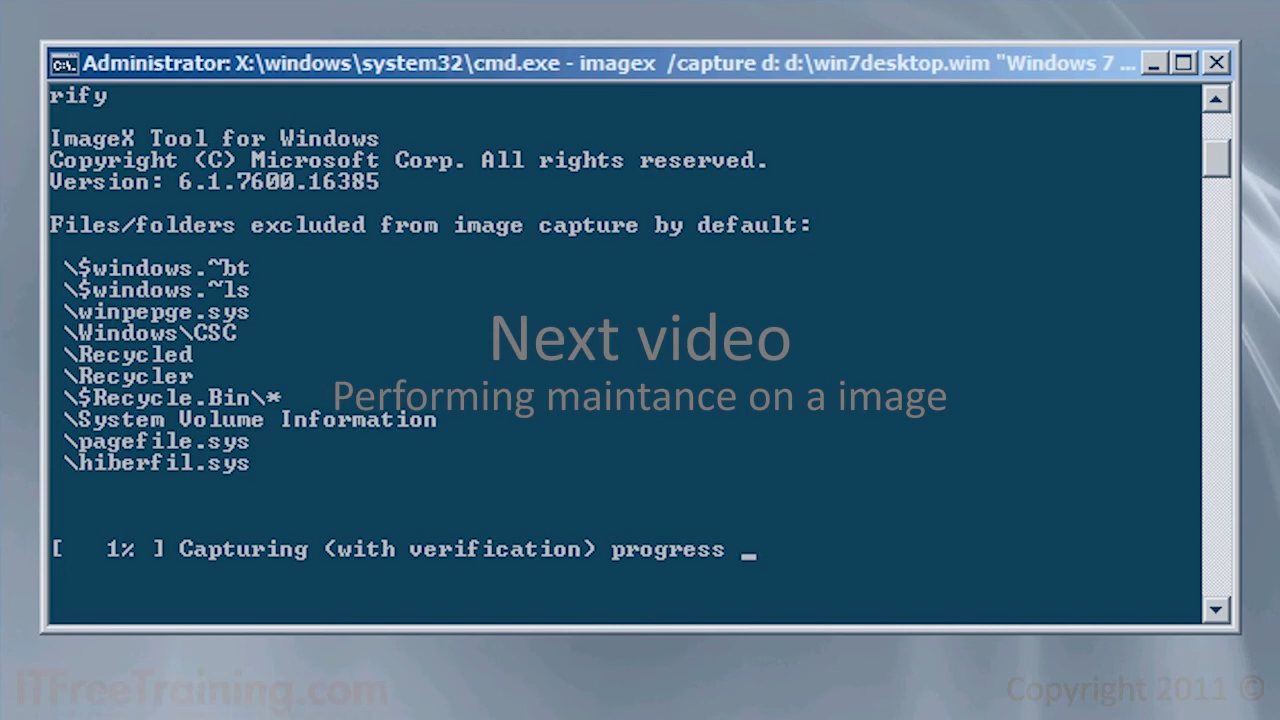 Administrator: X:\windows\system32\cmd.exe - imagex /capture d: d:\win7desktop.wim "Windows 7 ...
rify
ImageX Tool for Windows
Copyright (C) Microsoft Corp. All rights reserved.
Version: 6.1.7600.16385
Files/folders excluded from image capture by default:
\$windows.~bt
\$windows.~ls
\winpepge.sys
\Windows\CSC
\Recycled
\Recycler
\$Recycle.Bin\*
\System Volume Information
\pagefile.sys
\hiberfil.sys
Next video
Performing maintance on a image
[ 1% ] Capturing (with verification) progress _
ITFreeTraining.com
Copyright 2011 ©